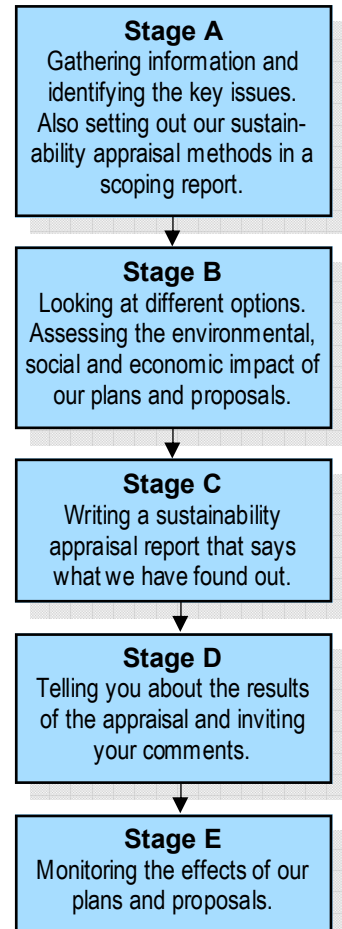 Stage A
Gathering information and
identifying the key issues.
Also setting out our sustain-
ability appraisal methods in a
scoping report.
Stage B
Looking at different options.
Assessing the environmental,
social and economic impact of
our plans and proposals.
Stage C
Writing a sustainability
appraisal report that says
what we have found out.
Stage D
Telling you about the results
of the appraisal and inviting
your comments.
Stage E
Monitoring the effects of our
plans and proposals.